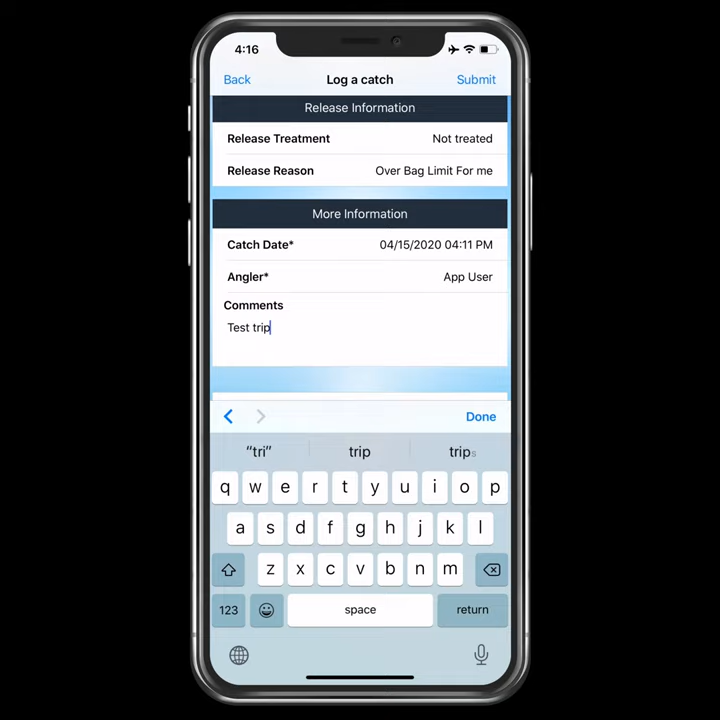 4:16
Back Log a catch Submit
Release Information
Release Treatment Not treated
Release Reason Over Bag Limit For me
More Information
Catch Date* 04/15/2020 04:11 PM
Angler* App User
Comments
Test trip
Done
“tri” trip trips
q w e r t y u i o p
a s d f g h j k l
z x c v b n m
123 space return